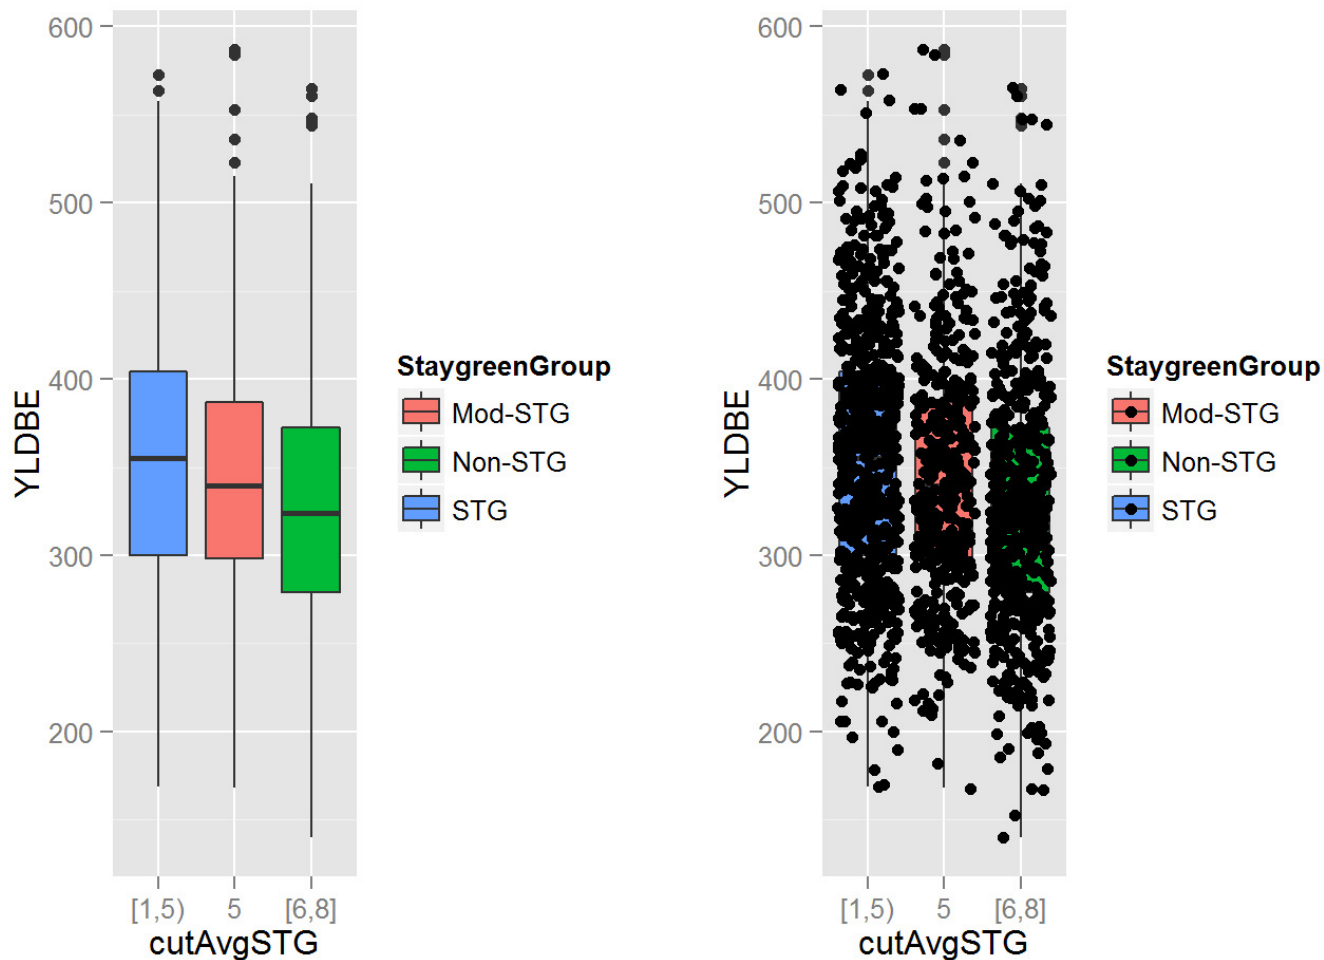 600
500
400
300
200
YLDBE
[1,5)
5
[6,8]
cutAvgSTG
StaygreenGroup
Mod-STG
Non-STG
STG
600
500
400
300
200
YLDBE
[1,5)
5
[6,8]
cutAvgSTG
StaygreenGroup
Mod-STG
Non-STG
STG